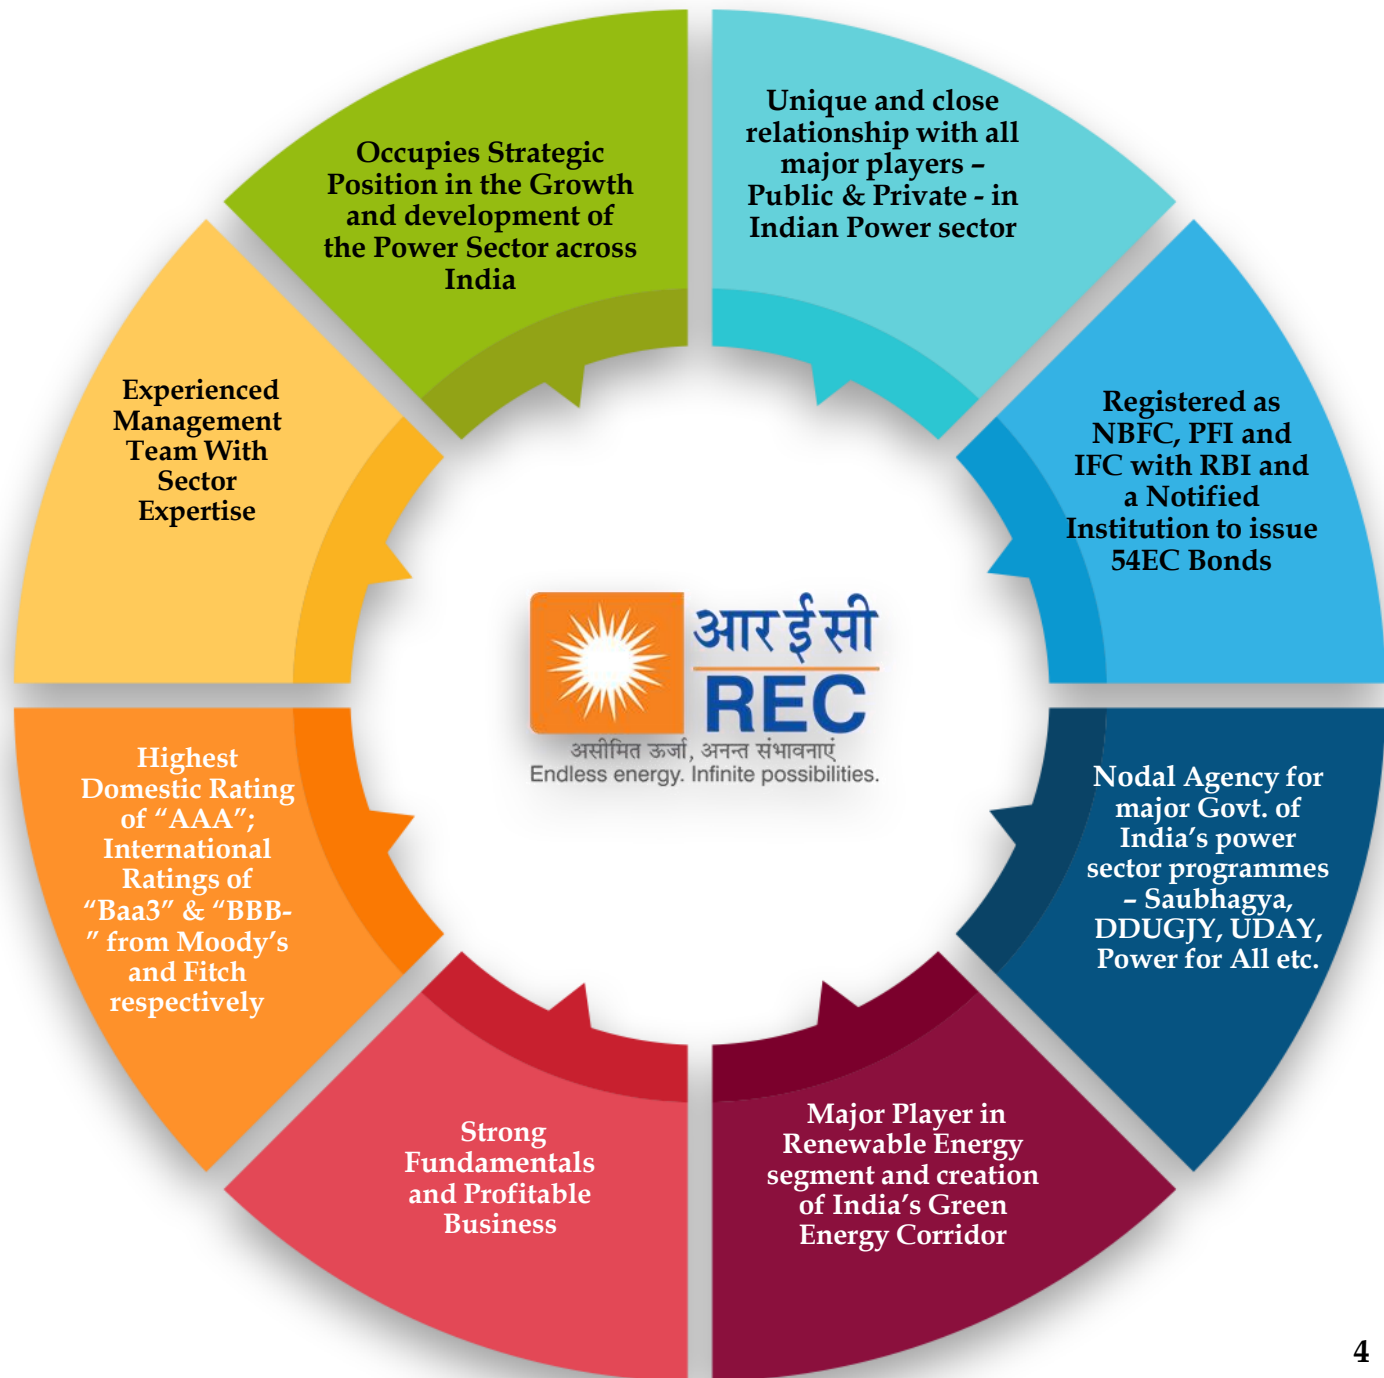 Occupies Strategic
Position in the Growth
and development of
the Power Sector across
India
Unique and close
relationship with all
major players –
Public & Private - in
Indian Power sector
Experienced
Management
Team With
Sector
Expertise
Registered as
NBFC, PFI and
IFC with RBI and
a Notified
Institution to issue
54EC Bonds
आर ई सी
REC
असीमित ऊर्जा, अनन्त संभावनाएं
Endless energy. Infinite possibilities.
Highest
Domestic Rating
of “AAA”;
International
Ratings of
“Baa3” & “BBB-
” from Moody’s
and Fitch
respectively
Nodal Agency for
major Govt. of
India’s power
sector programmes
– Saubhagya,
DDUGJY, UDAY,
Power for All etc.
Strong
Fundamentals
and Profitable
Business
Major Player in
Renewable Energy
segment and creation
of India’s Green
Energy Corridor
4